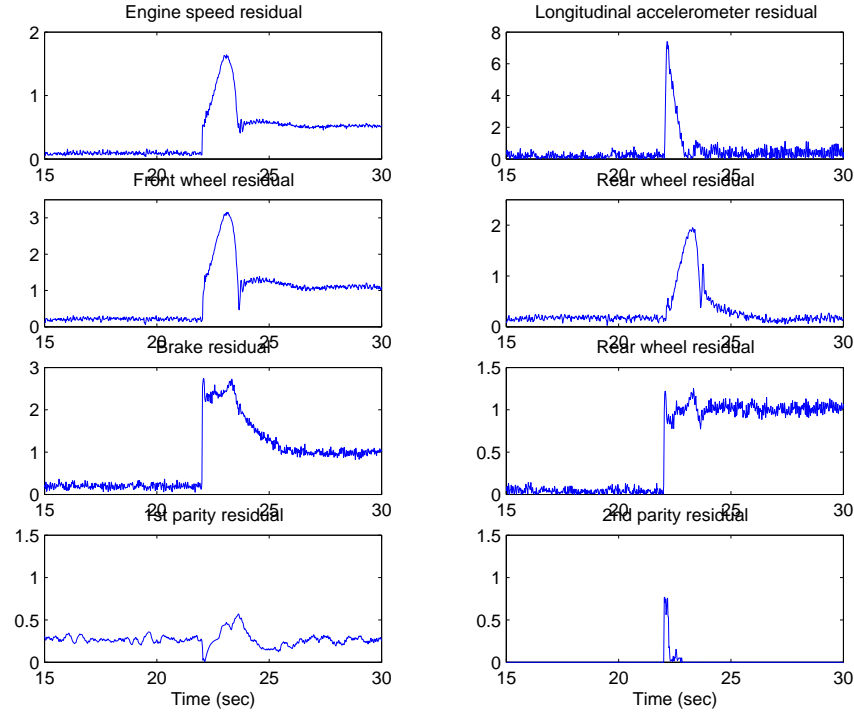 Engine speed residual
2
1
0
15 20 25 30
Longitudinal accelerometer residual
8
6
4
2
0
15 20 25 30
Front wheel residual
3
2
1
0
15 20 25 30
Rear wheel residual
2
1
0
15 20 25 30
Brake residual
3
2
1
0
15 20 25 30
Rear wheel residual
1.5
1
0.5
0
15 20 25 30
1st parity residual
1.5
1
0.5
0
15 20 25 30
Time (sec)
2nd parity residual
1.5
1
0.5
0
15 20 25 30
Time (sec)